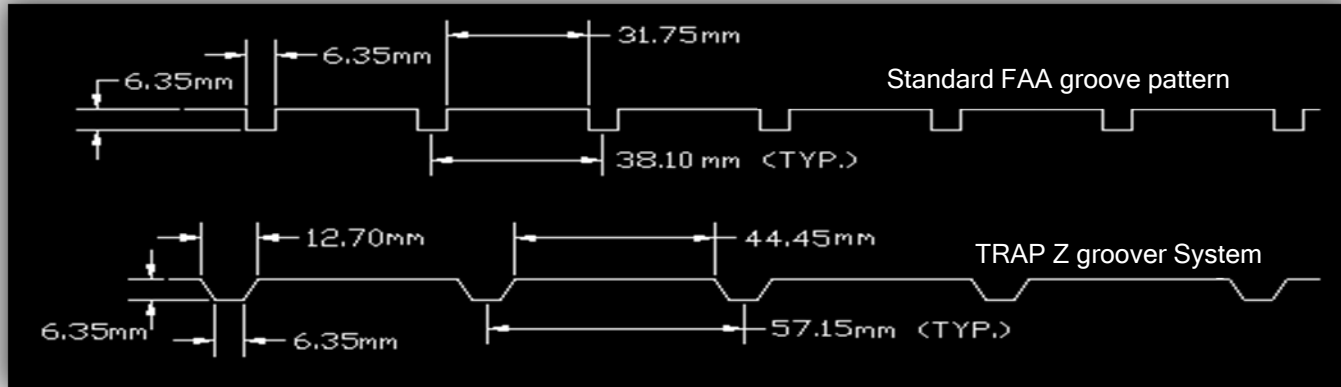 31.75mm
6.35mm
6.35mm
Standard FAA groove pattern
38.10 mm (TYP.)
12.70mm
44.45mm
TRAP Z groover System
6.35mm
6.35mm
57.15mm (TYP.)